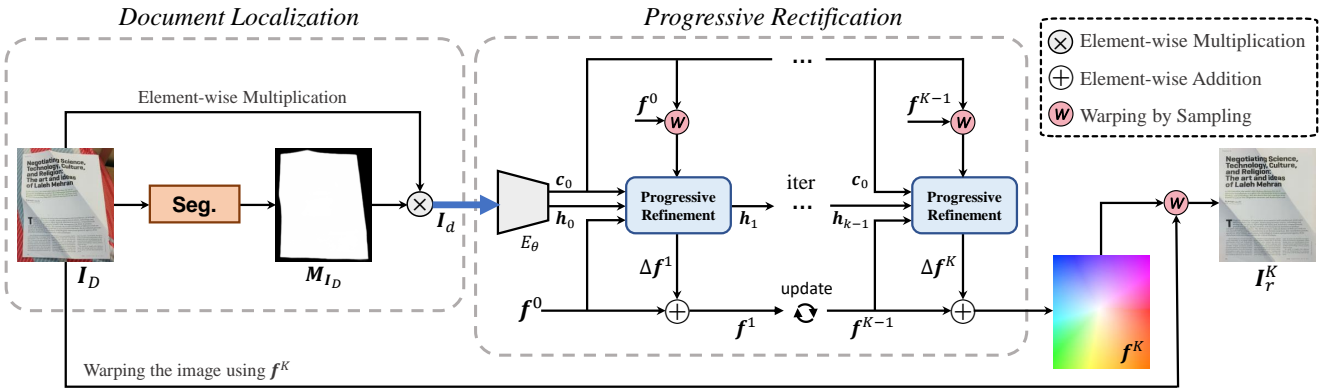 Document Localization
Progressive Rectification
Element-wise Multiplication
Element-wise Addition
Warping by Sampling
Element-wise Multiplication
Negotiating Science,
Technology, Culture,
and Religion:
The art and ideas
of Laleh Mehran
T
Seg.
I_D
M_{I_D}
I_d
E_θ
c_0
h_0
f^0
f^0
W
Progressive
Refinement
h_1
Δf^1
f^1
...
iter
...
update
f^{K-1}
W
c_0
h_{k-1}
Progressive
Refinement
Δf^K
f^{K-1}
f^K
W
W
Negotiating Science,
Technology, Culture,
and Religion:
The art and ideas
of Laleh Mehran
T
I_r^K
Warping the image using f^K